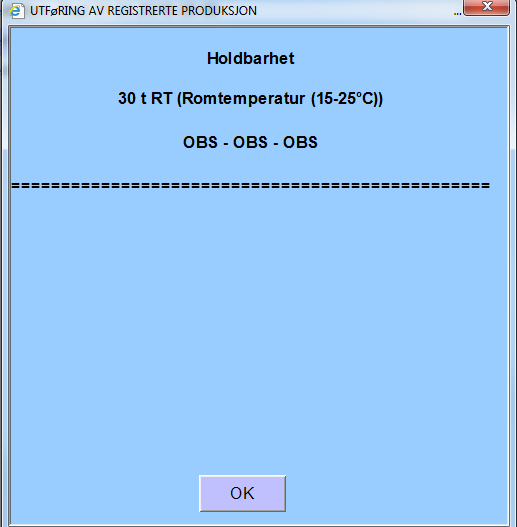 UTFøRING AV REGISTRERTE PRODUKSJON ...
Holdbarhet
30 t RT (Romtemperatur (15-25°C))
OBS - OBS - OBS
================================================
OK